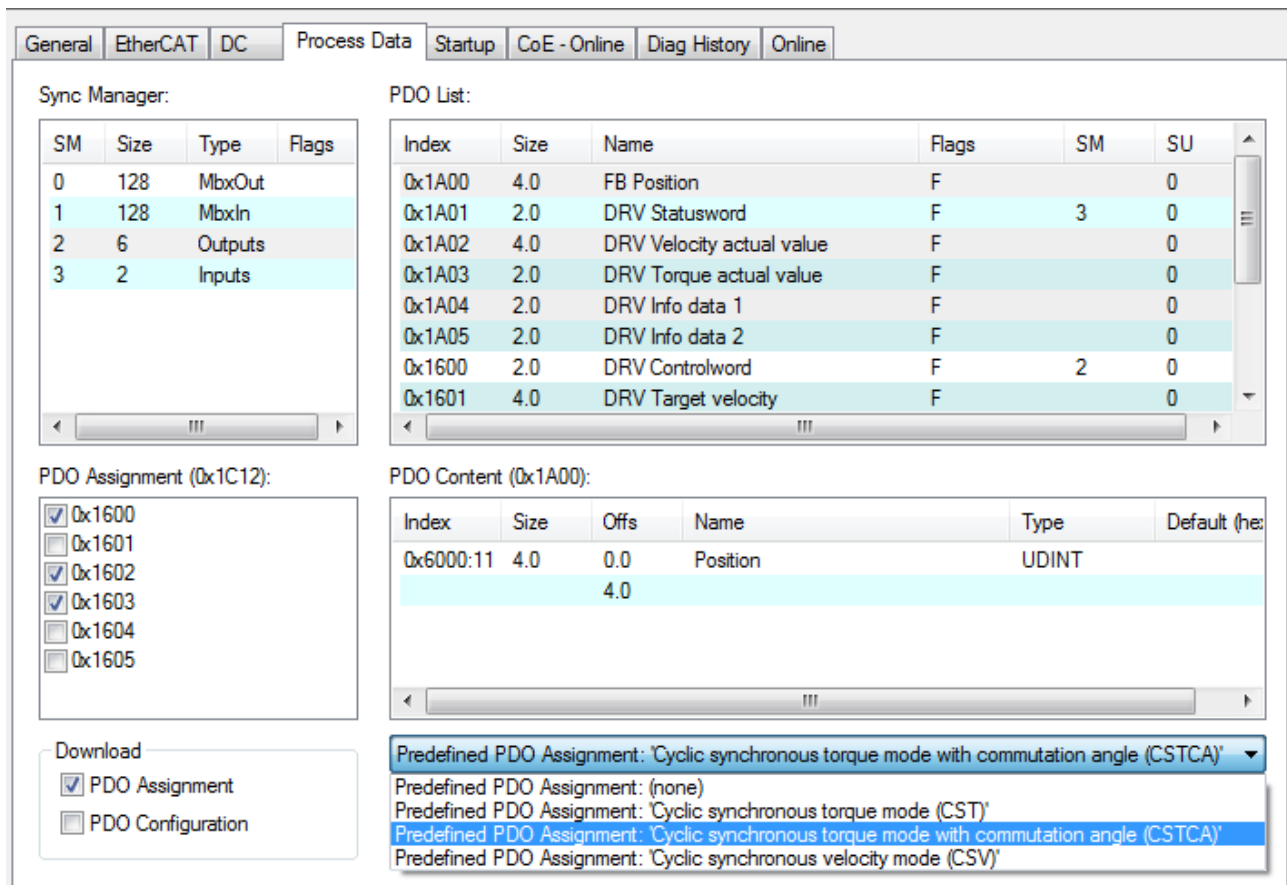 General EtherCAT DC Process Data Startup CoE - Online Diag History Online
Sync Manager:
SM Size Type Flags
0 128 MbxOut
1 128 MbxIn
2 6 Outputs
3 2 Inputs
PDO List:
Index Size Name Flags SM SU
0x1A00 4.0 FB Position F 0
0x1A01 2.0 DRV Statusword F 3 0
0x1A02 4.0 DRV Velocity actual value F 0
0x1A03 2.0 DRV Torque actual value F 0
0x1A04 2.0 DRV Info data 1 F 0
0x1A05 2.0 DRV Info data 2 F 0
0x1600 2.0 DRV Controlword F 2 0
0x1601 4.0 DRV Target velocity F 0
PDO Assignment (0x1C12):
0x1600
0x1601
0x1602
0x1603
0x1604
0x1605
PDO Content (0x1A00):
Index Size Offs Name Type Default (hex
0x6000:11 4.0 0.0 Position UDINT
4.0
Download
PDO Assignment
PDO Configuration
Predefined PDO Assignment: 'Cyclic synchronous torque mode with commutation angle (CSTCA)'
Predefined PDO Assignment: (none)
Predefined PDO Assignment: 'Cyclic synchronous torque mode (CST)'
Predefined PDO Assignment: 'Cyclic synchronous torque mode with commutation angle (CSTCA)'
Predefined PDO Assignment: 'Cyclic synchronous velocity mode (CSV)'